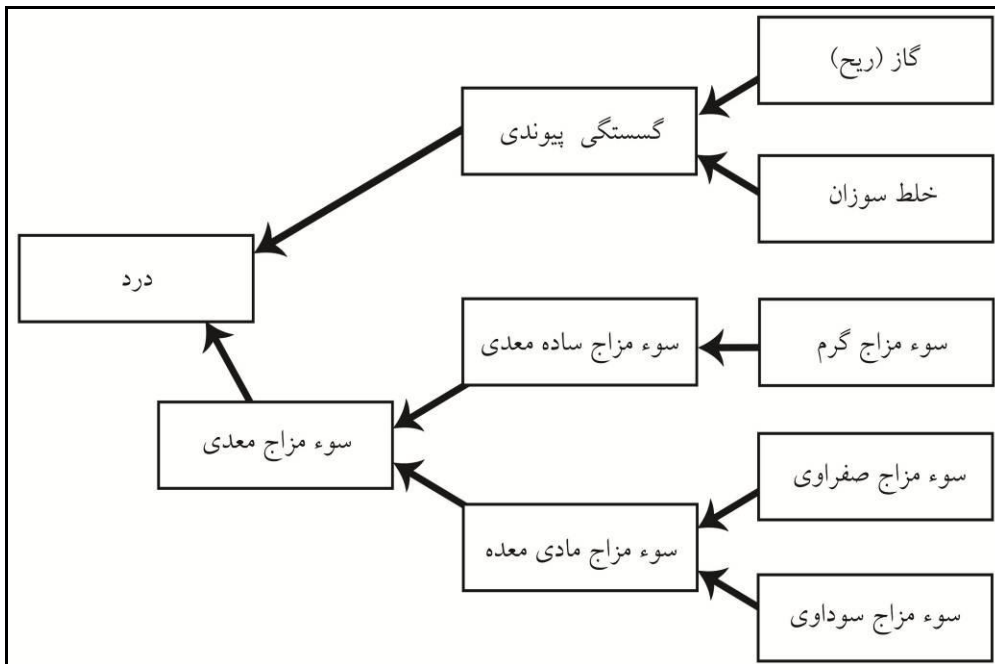 گاز (ریح)
گسستگی پیوندی
خلط سوزان
درد
سوء مزاج ساده معدی
سوء مزاج گرم
سوء مزاج معدی
سوء مزاج صفراوی
سوء مزاج مادی معده
سوء مزاج سوداوی